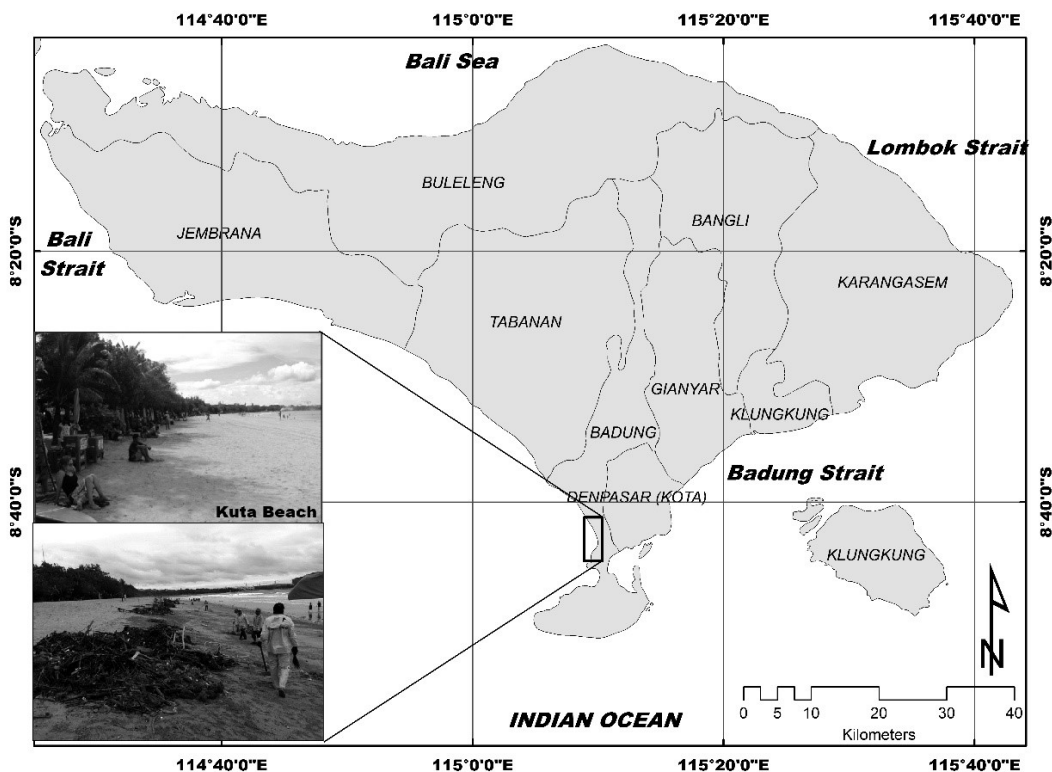 114°40'0"E 115°0'0"E 115°20'0"E 115°40'0"E
Bali Sea
Lombok Strait
BULELENG
BANGLI
JEMBRANA
Bali
Strait
8°20'0"S
8°20'0"S
KARANGASEM
TABANAN
GIANYAR
KLUNGKUNG
BADUNG
Badung Strait
DENPASAR (KOTA)
8°40'0"S
8°40'0"S
Kuta Beach
KLUNGKUNG
N
INDIAN OCEAN
0 5 10 20 30 40
Kilometers
114°40'0"E 115°0'0"E 115°20'0"E 115°40'0"E